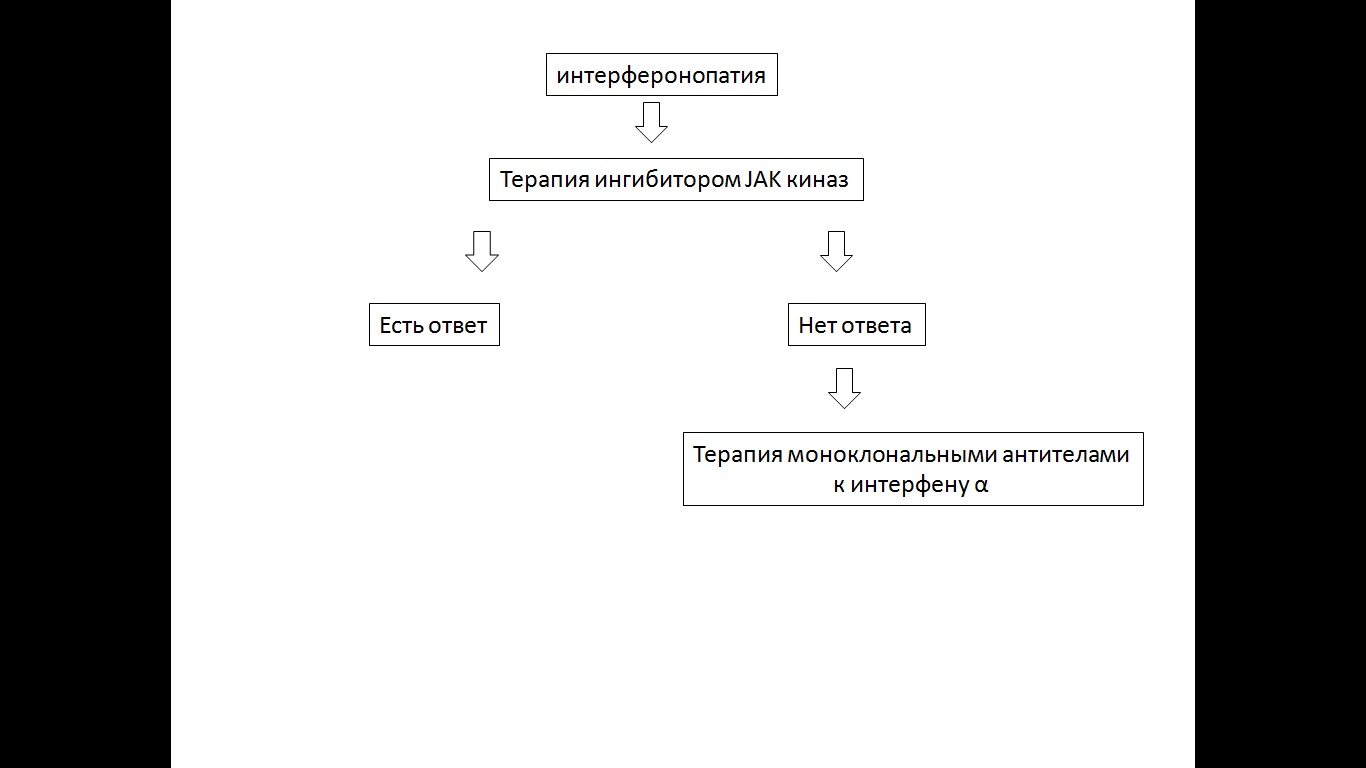 интерферонопатия
Терапия ингибитором JAK киназ
Есть ответ
Нет ответа
Терапия моноклональными антителами
к интерфену α